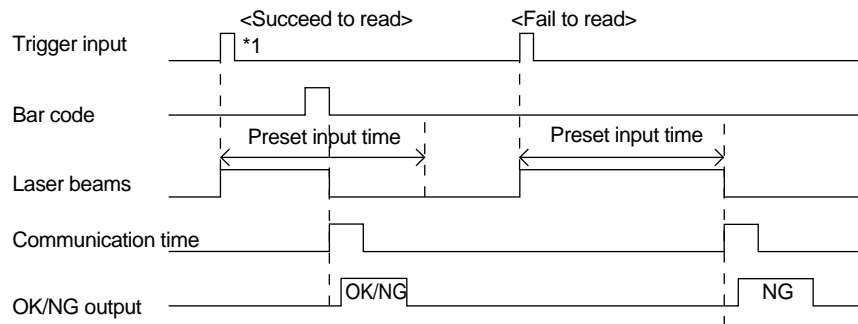 <Succeed to read> <Fail to read>
Trigger input *1
Bar code
Preset input time Preset input time
Laser beams
Communication time
OK/NG output OK/NG NG